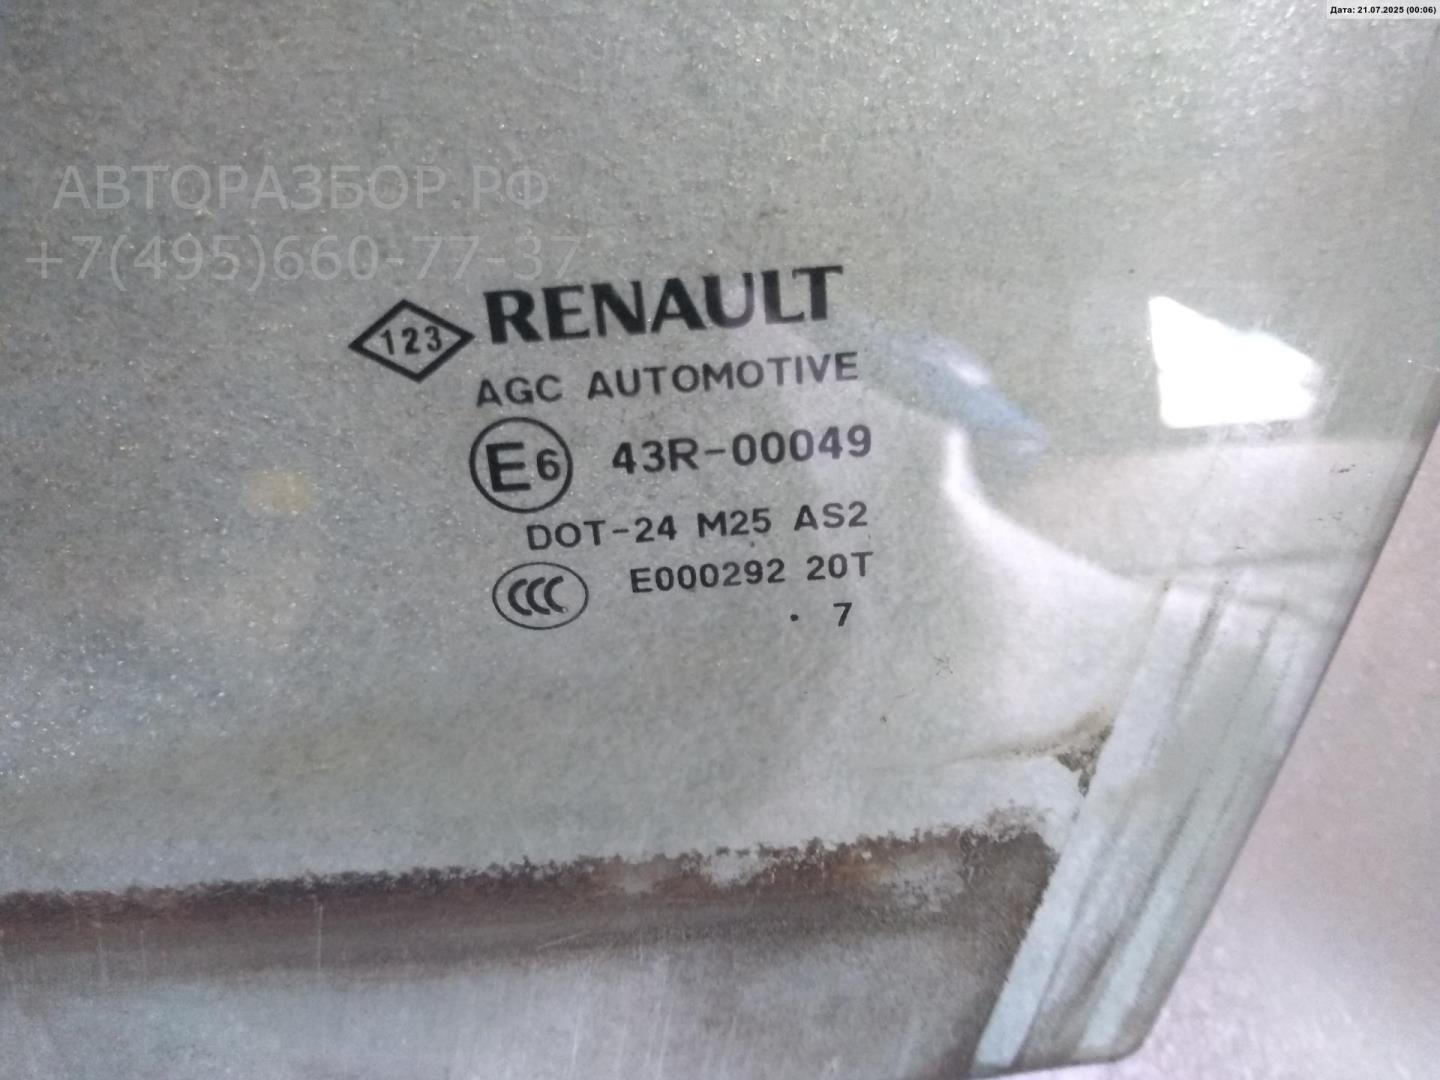 Дата: 21.07.2025 (00:06)
АВТОРАЗБОР.РФ
+7(495)660-77-37
123 RENAULT
AGC AUTOMOTIVE
E6 43R-00049
DOT-24 M25 AS2
CCC E000292 20T
. 7